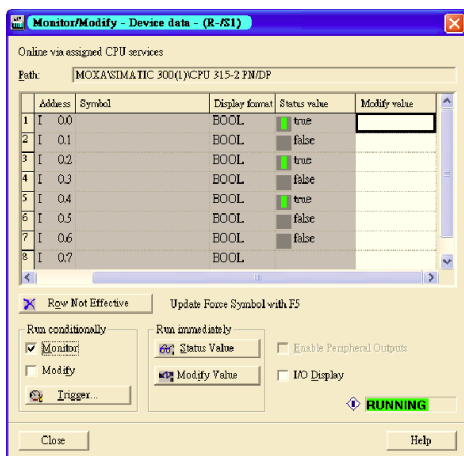 Monitor/Modify - Device data - (R-/S1)
Online via assigned CPU services
Path: MOXA\SIMATIC 300(1)\CPU 315-2 PN/DP
Address Symbol Display format Status value Modify value
1 I 0.0 BOOL true
2 I 0.1 BOOL false
3 I 0.2 BOOL true
4 I 0.3 BOOL false
5 I 0.4 BOOL true
6 I 0.5 BOOL false
7 I 0.6 BOOL false
8 I 0.7 BOOL
Row Not Effective Update Force Symbol with F5
Run conditionally Run immediately
Monitor Status Value Enable Peripheral Outputs
Modify Modify Value I/O Display
Trigger... RUNNING
Close Help